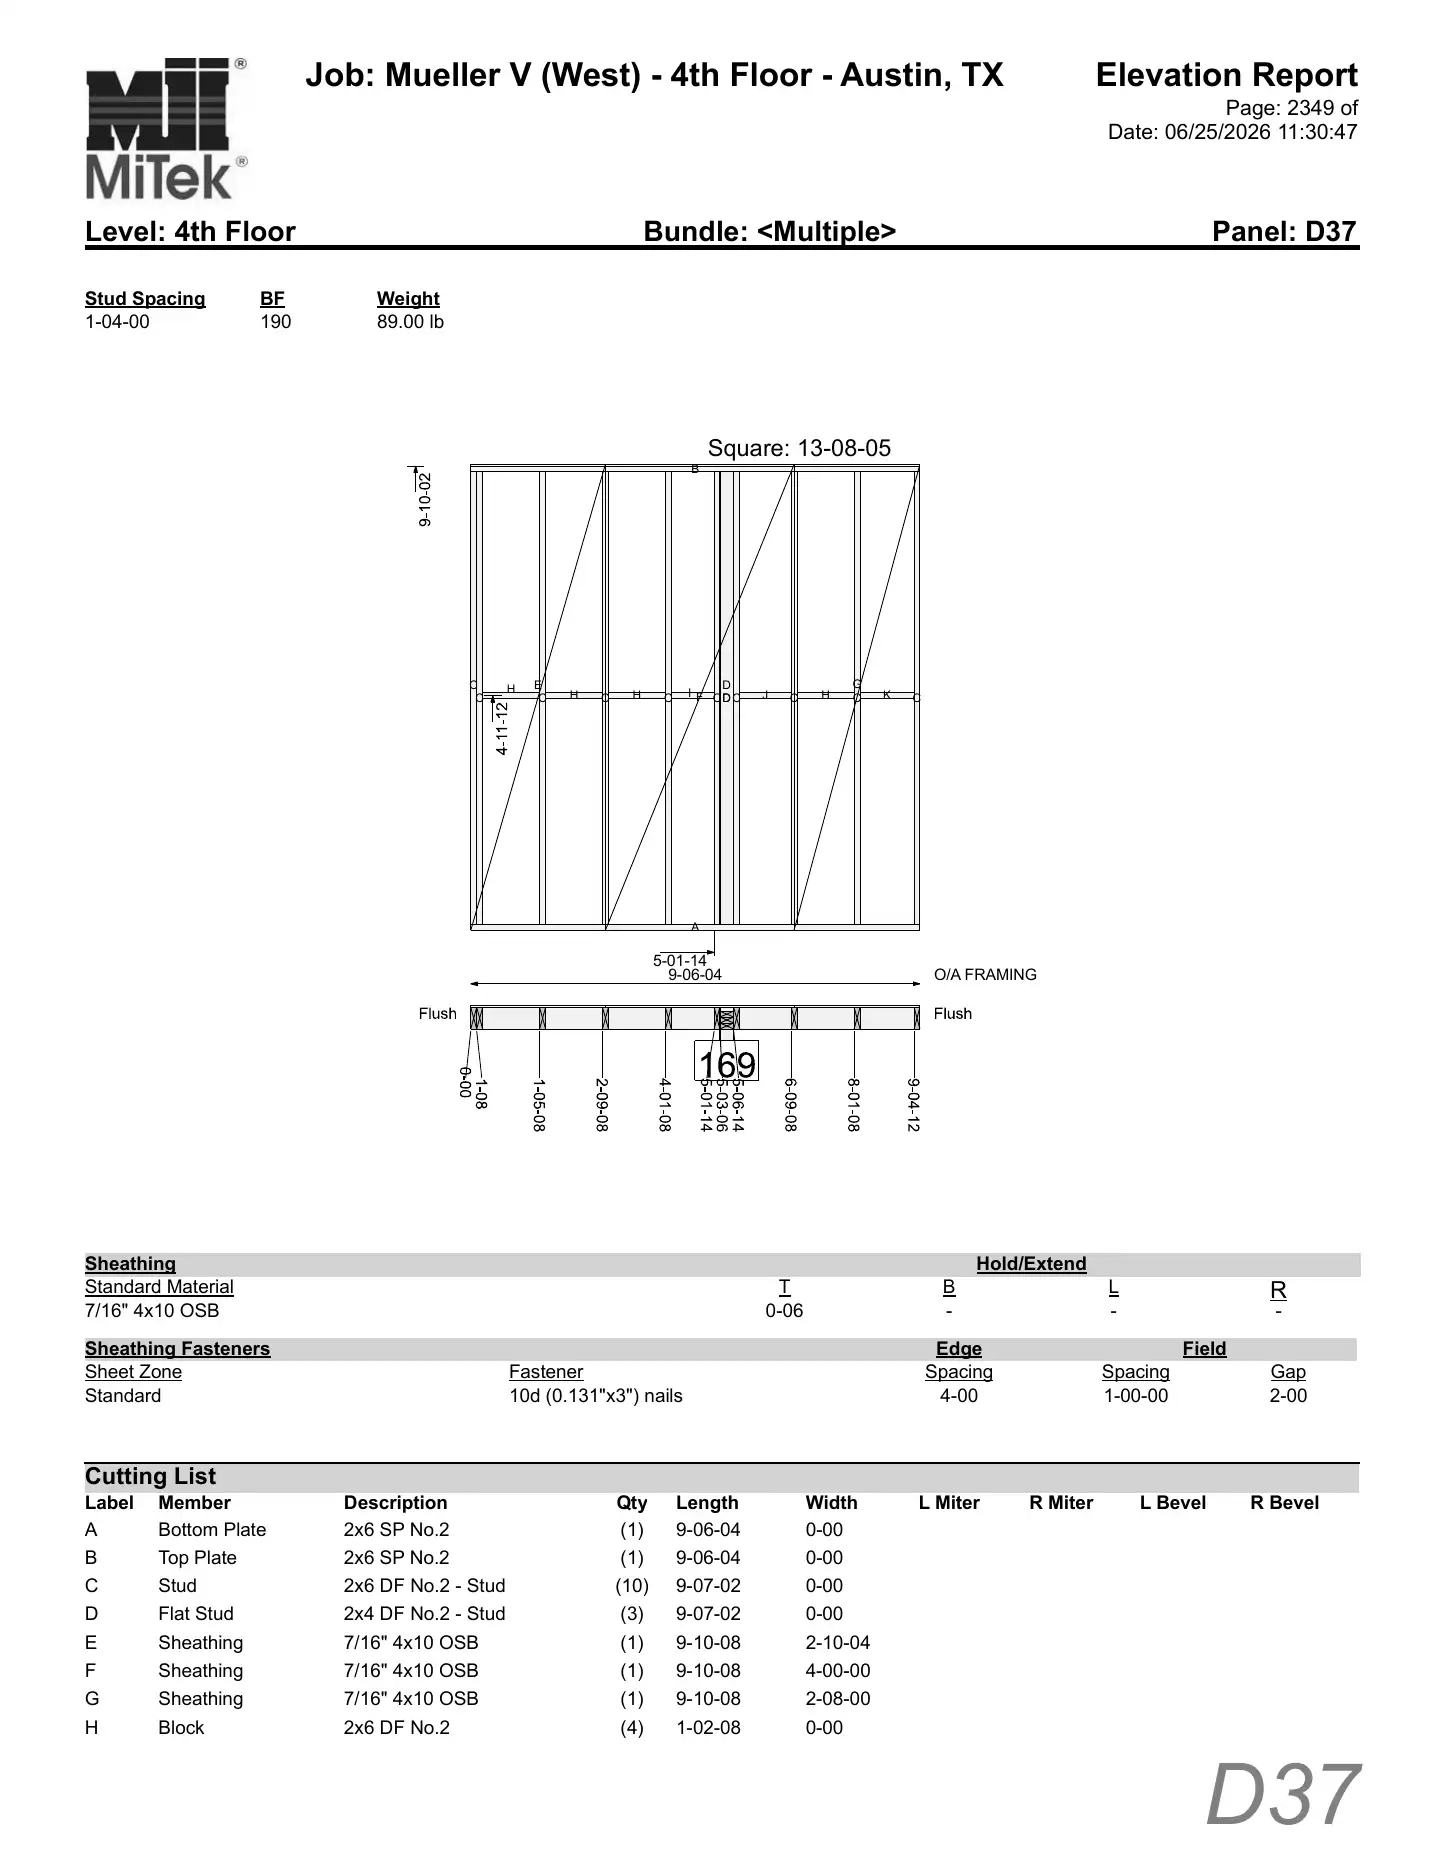 Job: Mueller V (West) - 4th Floor - Austin, TX
Elevation Report
Page: 2349 of
Date: 06/25/2026 11:30:47
MiTek®
Level: 4th Floor Bundle: <Multiple> Panel: D37
Stud Spacing BF Weight
1-04-00 190 89.00 lb
Square: 13-08-05
B
9-10-02
C H E H H I F D D J H G K
4-11-12
A
5-01-14
9-06-04
O/A FRAMING
Flush
Flush
169
0-00 1-08 1-05-08 2-09-08 4-01-08 5-01-14 5-03-06 5-06-14 6-09-08 8-01-08 9-04-12
Sheathing Hold/Extend
Standard Material T B L R
7/16" 4x10 OSB 0-06 - - -
Sheathing Fasteners Edge Field
Sheet Zone Fastener Spacing Spacing Gap
Standard 10d (0.131"x3") nails 4-00 1-00-00 2-00
Cutting List
Label Member Description Qty Length Width L Miter R Miter L Bevel R Bevel
A Bottom Plate 2x6 SP No.2 (1) 9-06-04 0-00
B Top Plate 2x6 SP No.2 (1) 9-06-04 0-00
C Stud 2x6 DF No.2 - Stud (10) 9-07-02 0-00
D Flat Stud 2x4 DF No.2 - Stud (3) 9-07-02 0-00
E Sheathing 7/16" 4x10 OSB (1) 9-10-08 2-10-04
F Sheathing 7/16" 4x10 OSB (1) 9-10-08 4-00-00
G Sheathing 7/16" 4x10 OSB (1) 9-10-08 2-08-00
H Block 2x6 DF No.2 (4) 1-02-08 0-00
D37